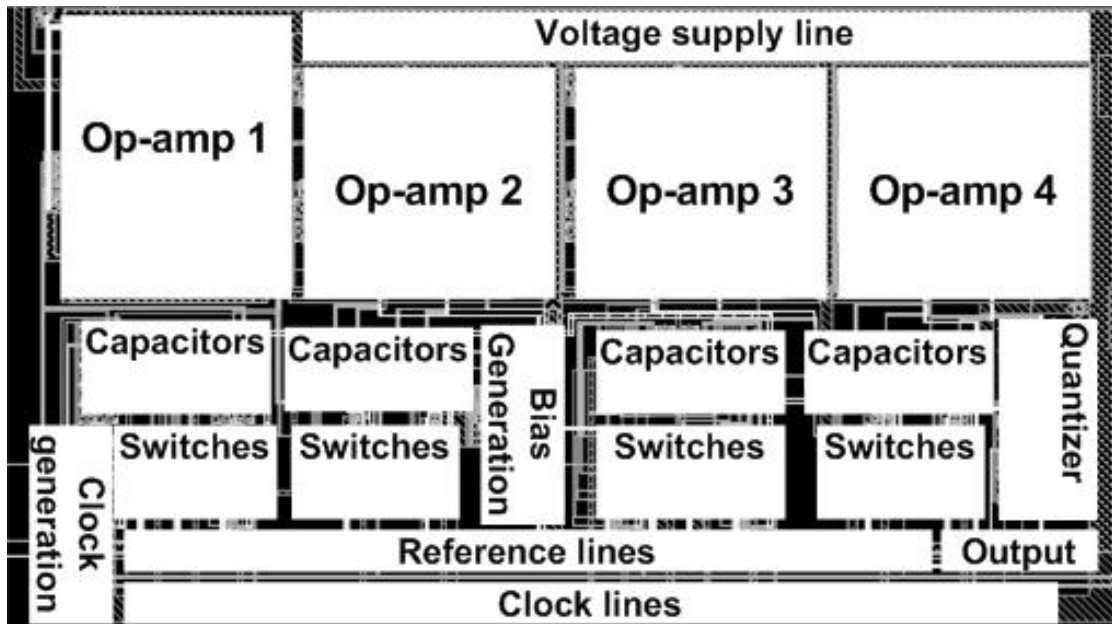 Voltage supply line
Op-amp 1
Op-amp 2
Op-amp 3
Op-amp 4
Capacitors
Capacitors
Bias
Generation
Capacitors
Capacitors
Quantizer
Clock
generation
Switches
Switches
Switches
Switches
Reference lines
Output
Clock lines